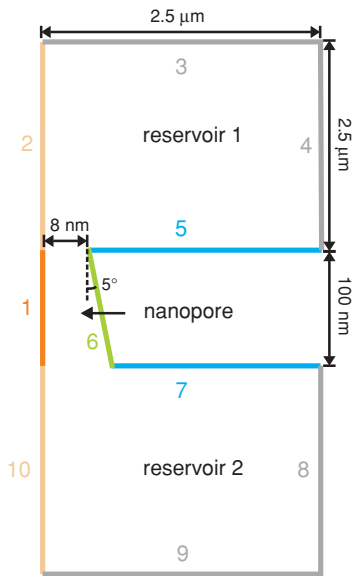 2.5 μm
3
2
reservoir 1
4
2.5 μm
8 nm
5
5°
1
nanopore
100 nm
6
7
10
reservoir 2
8
9